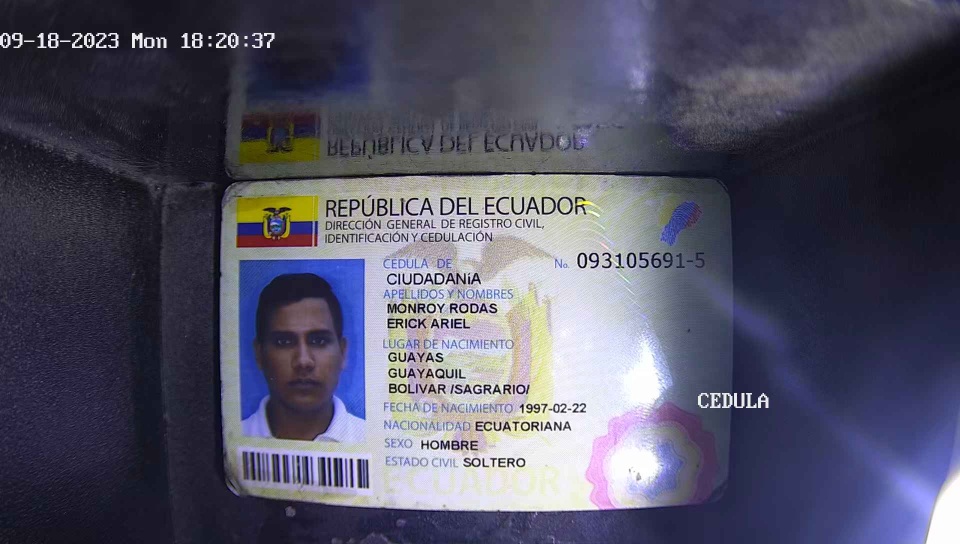 09-18-2023 Mon 18:20:37
REPÚBLICA DEL ECUADOR
REPÚBLICA DEL ECUADOR
DIRECCIÓN GENERAL DE REGISTRO CIVIL,
IDENTIFICACIÓN Y CEDULACIÓN
CÉDULA DE No. 093105691-5
CIUDADANíA
APELLIDOS Y NOMBRES
MONROY RODAS
ERICK ARIEL
LUGAR DE NACIMIENTO
GUAYAS
GUAYAQUIL
BOLIVAR /SAGRARIO/
CEDULA
FECHA DE NACIMIENTO 1997-02-22
NACIONALIDAD ECUATORIANA
SEXO HOMBRE
ESTADO CIVIL SOLTERO
ECUADOR